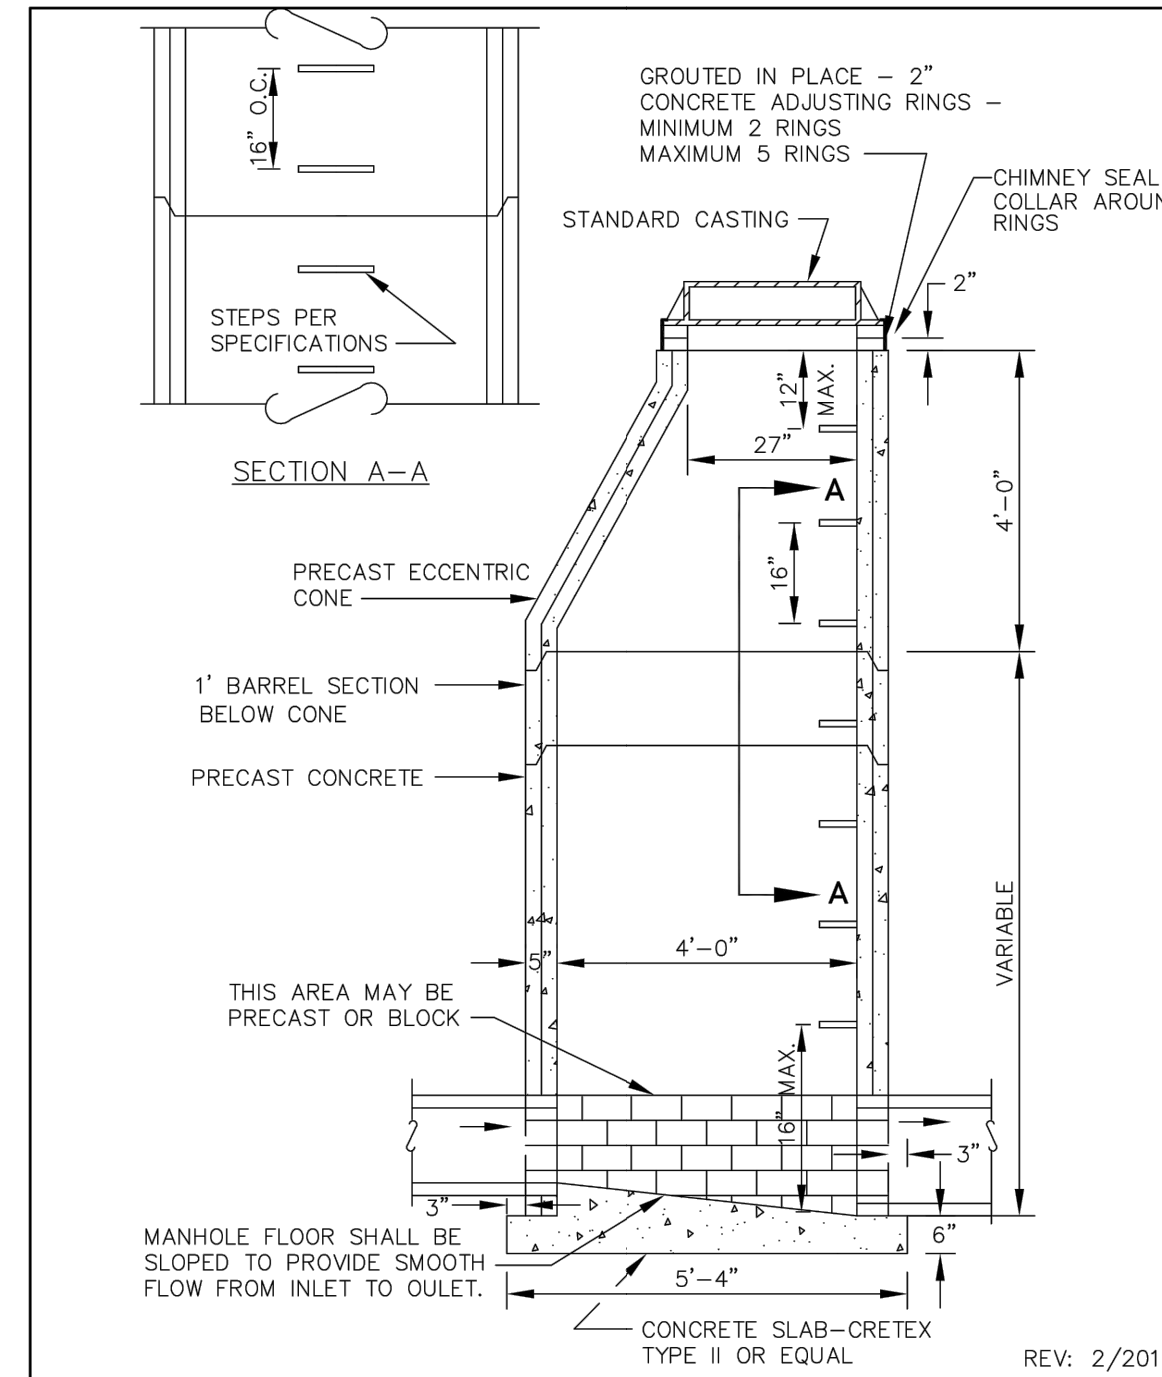 16" O.C.
STEPS PER
SPECIFICATIONS
SECTION A-A
GROUTED IN PLACE - 2"
CONCRETE ADJUSTING RINGS -
MINIMUM 2 RINGS
MAXIMUM 5 RINGS
CHIMNEY SEAL
COLLAR AROUN
RINGS
STANDARD CASTING
2"
12"
MAX.
27"
A
4'-0"
16"
PRECAST ECCENTRIC
CONE
1' BARREL SECTION
BELOW CONE
PRECAST CONCRETE
A
VARIABLE
5"
4'-0"
THIS AREA MAY BE
PRECAST OR BLOCK
16" MAX.
3"
3"
6"
MANHOLE FLOOR SHALL BE
SLOPED TO PROVIDE SMOOTH
FLOW FROM INLET TO OULET.
5'-4"
CONCRETE SLAB-CRETEX
TYPE II OR EQUAL
REV: 2/201